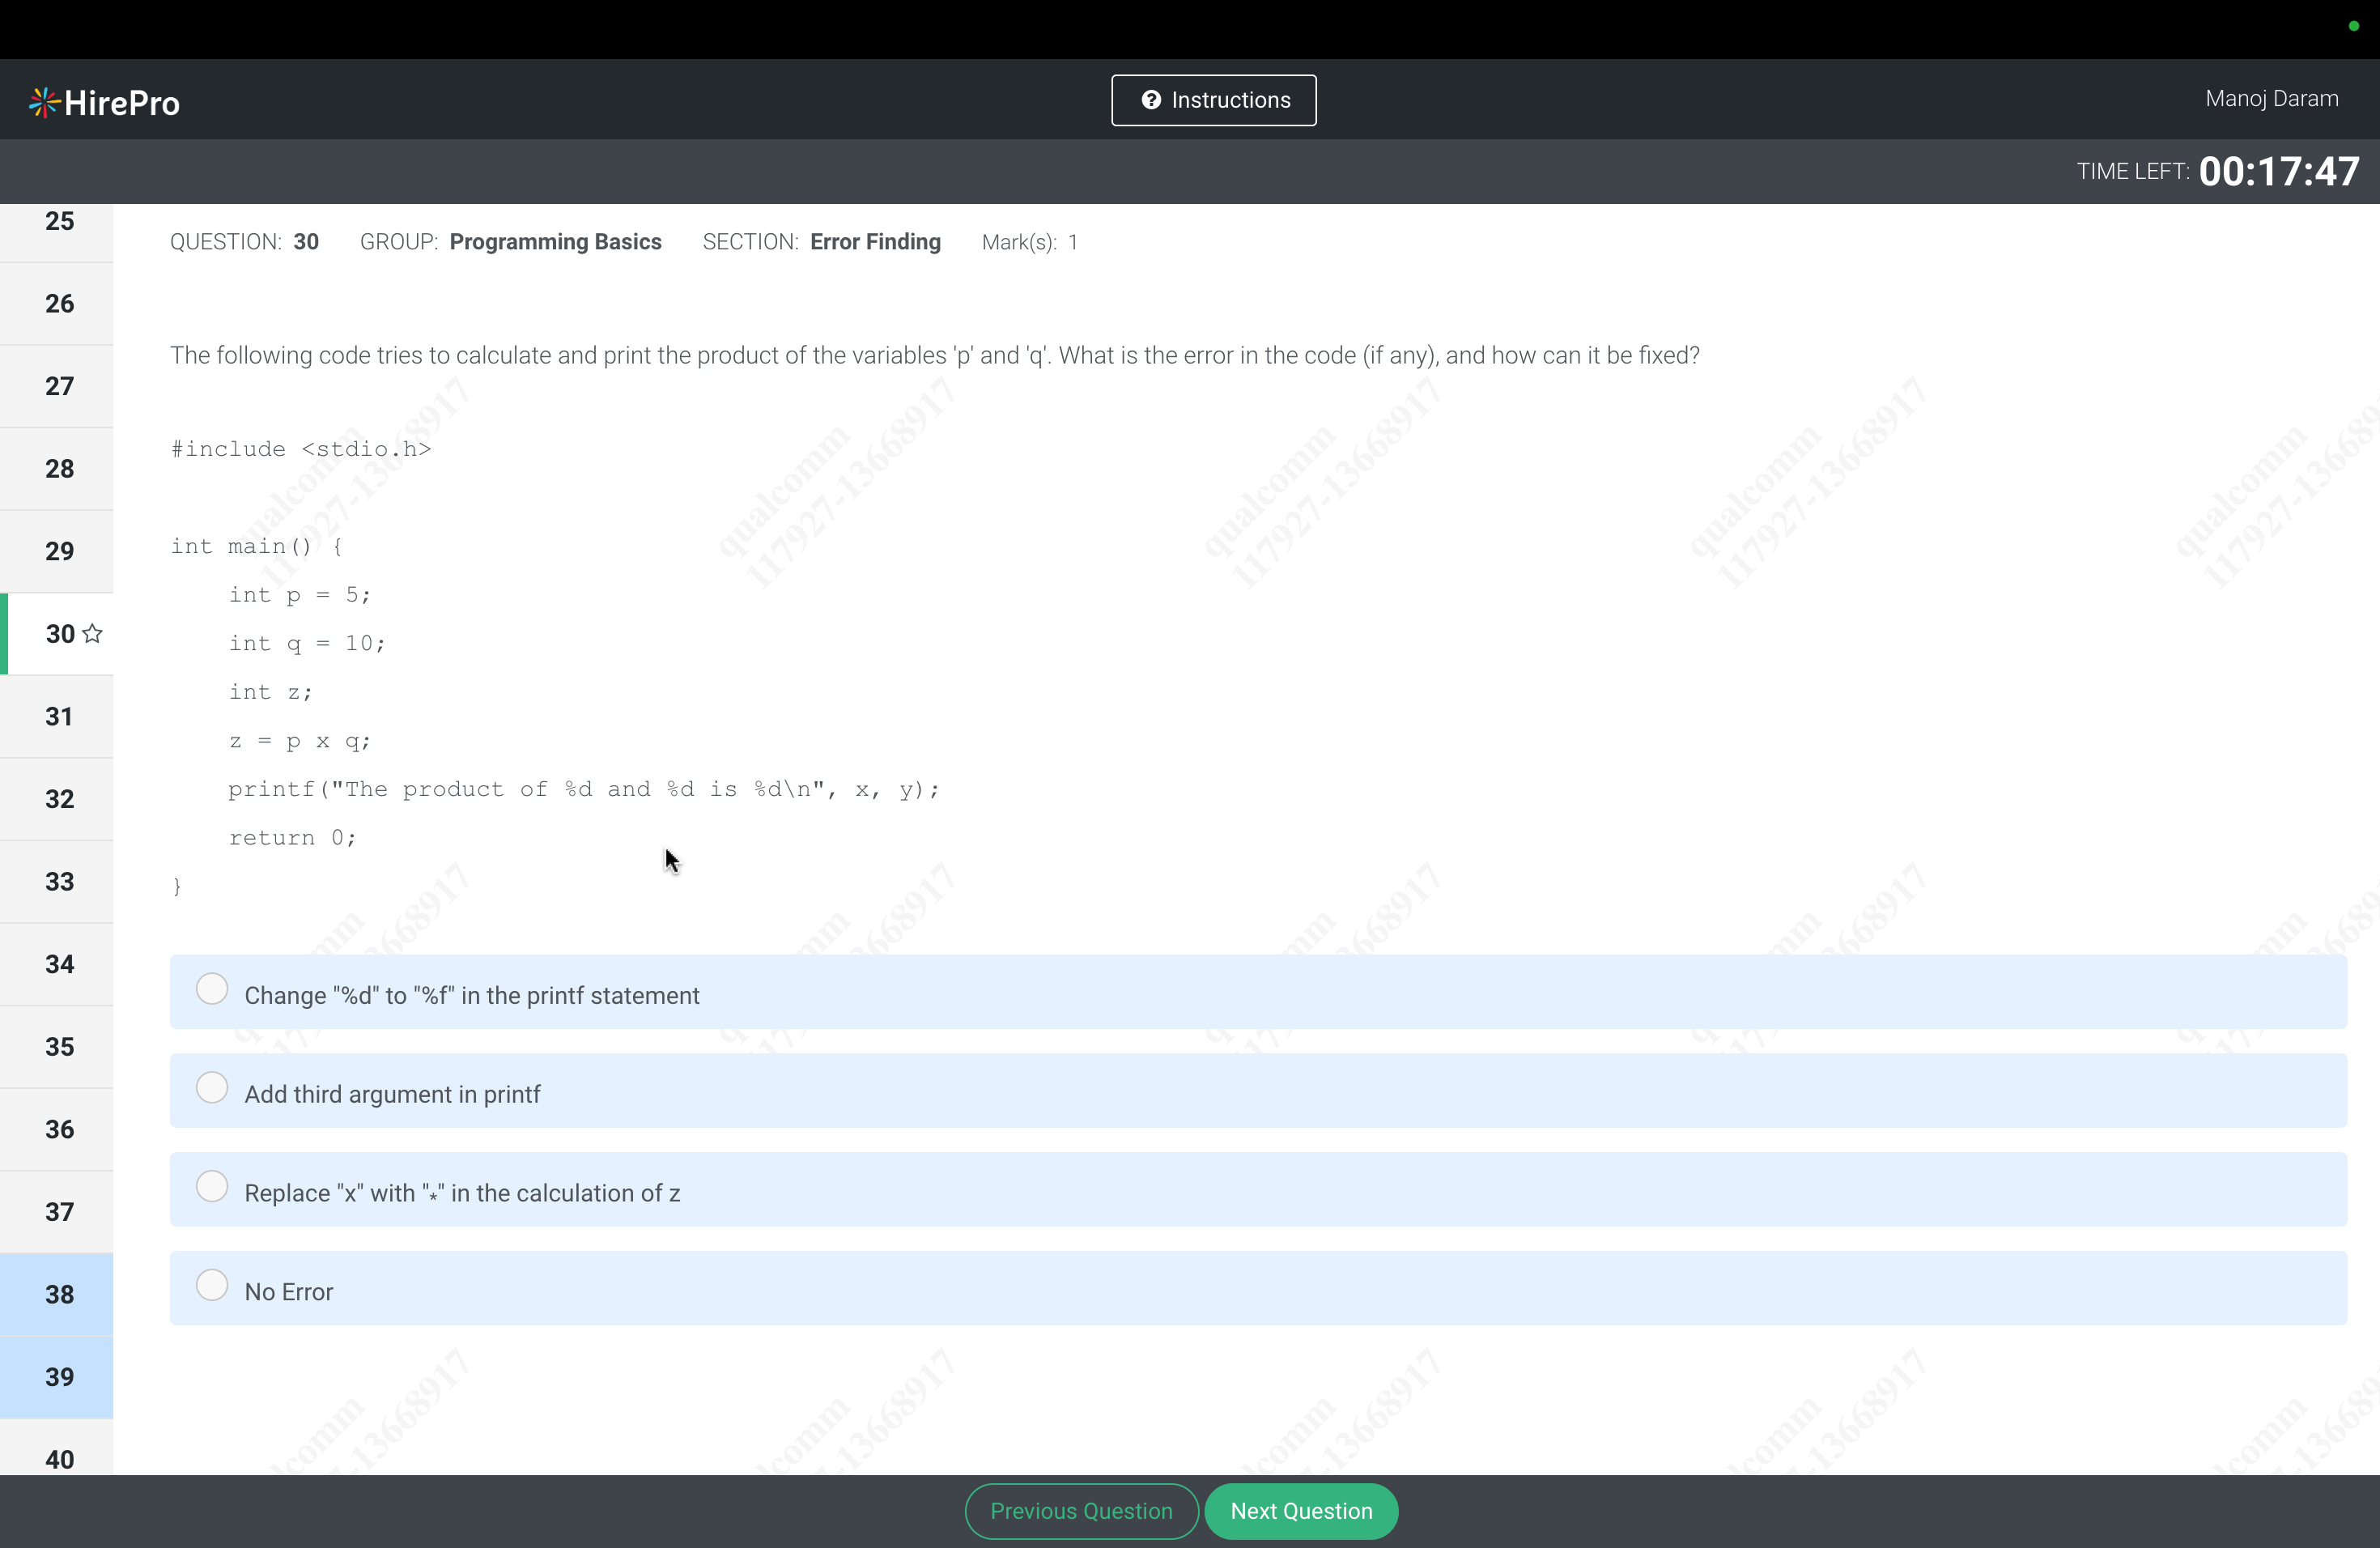 HirePro
Instructions
Manoj Daram
TIME LEFT: 00:17:47
25
26
27
28
29
30
31
32
33
34
35
36
37
38
39
40
QUESTION: 30 GROUP: Programming Basics SECTION: Error Finding Mark(s): 1
The following code tries to calculate and print the product of the variables 'p' and 'q'. What is the error in the code (if any), and how can it be fixed?
#include <stdio.h>
int main() {
    int p = 5;
    int q = 10;
    int z;
    z = p x q;
    printf("The product of %d and %d is %d\n", x, y);
    return 0;
}
Change "%d" to "%f" in the printf statement
Add third argument in printf
Replace "x" with "*" in the calculation of z
No Error
Previous Question
Next Question
qualcomm
117927-13668917